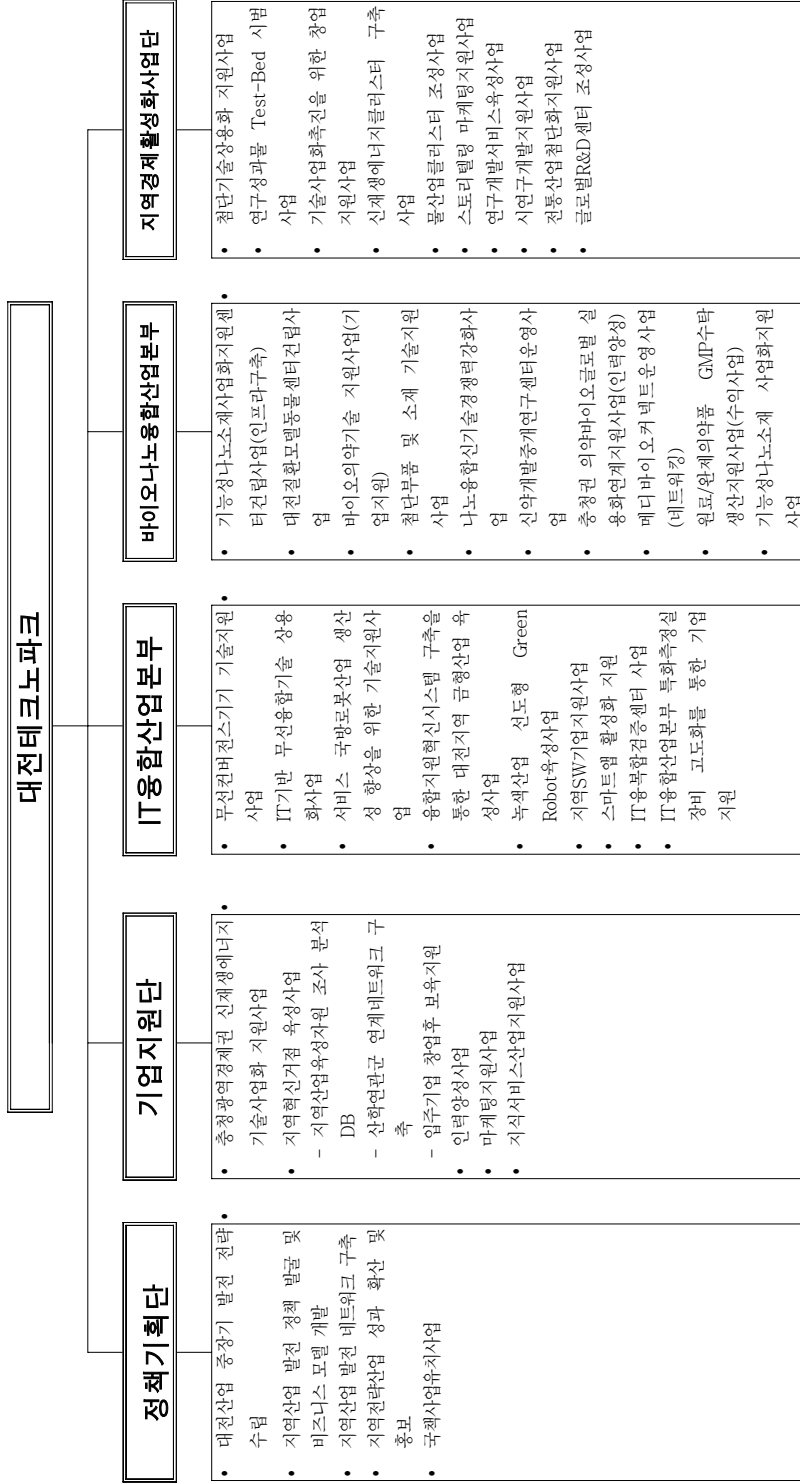 대전테크노파크
정책기획단
• 대전산업 중장기 발전 전략
수립
• 지역산업 발전 정책 발굴 및
비즈니스 모델 개발
• 지역산업 발전 네트워크 구축
• 지역전략산업 성과 확산 및
홍보
• 국책사업유치사업
기업지원단
• 충청광역경제권 신재생에너지
기술사업화 지원사업
• 지역혁신거점 육성사업
- 지역산업육성자원 조사 분석
DB
- 산학연관군 연계네트워크 구
축
- 입주기업 창업후 보육지원
• 인력양성사업
• 마케팅지원사업
• 지식서비스산업지원사업
IT융합산업본부
• 무선컨버전스기기 기술지원
사업
• IT기반 무선융합기술 상용
화사업
• 서비스 국방로봇산업 생산
성 향상을 위한 기술지원사
업
• 융합지원혁신시스템 구축을
통한 대전지역 금형산업 육
성사업
• 녹색산업 선도형 Green
Robot육성사업
• 지역SW기업지원사업
• 스마트앱 활성화 지원
• IT융복합검증센터 사업
• IT융합산업본부 특화측정실
장비 고도화를 통한 기업
지원
바이오나노융합산업본부
• 기능성나노소재사업화지원센
터건립사업(인프라구축)
• 대전질환모델동물센터건립사
업
• 바이오의약기술 지원사업(기
업지원)
• 첨단부품 및 소재 기술지원
사업
• 나노융합신기술경쟁력강화사
업
• 신약개발중개연구센터운영사
업
• 충청권 의약바이오글로벌 실
용화연계지원사업(인력양성)
• 메디바이오커넥트운영사업
(네트워킹)
• 원료/완제의약품 GMP수탁
생산지원사업(수익사업)
• 기능성나노소재 사업화지원
사업
지역경제활성화사업단
• 첨단기술상용화 지원사업
• 연구성과물 Test-Bed 시범
사업
• 기술사업화촉진을 위한 창업
지원사업
• 신재생에너지클러스터 구축
사업
• 물산업클러스터 조성사업
• 스토리텔링 마케팅지원사업
• 연구개발서비스육성사업
• 시연구개발지원사업
• 전통산업첨단화지원사업
• 글로벌R&D센터 조성사업